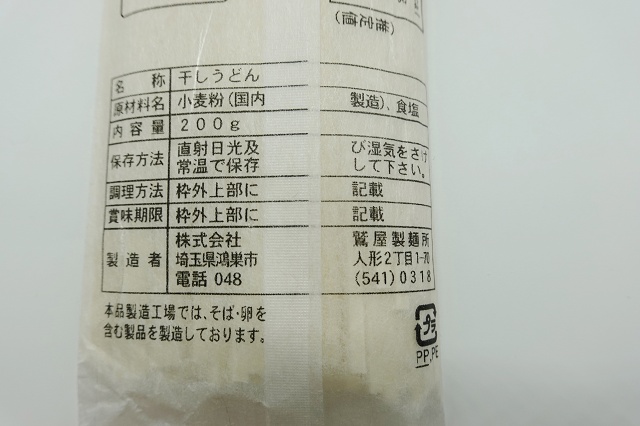 名称 干しうどん
原材料名 小麦粉(国内製造)、食塩
内容量 200g
保存方法 直射日光及び湿気をさけ
常温で保存して下さい。
調理方法 枠外上部に記載
賞味期限 枠外上部に記載
製造者 株式会社 鷲屋製麺所
埼玉県鴻巣市人形2丁目1-70
電話 048(541)0318
本品製造工場では、そば・卵を
含む製品を製造しております。
プラ
PP,PE